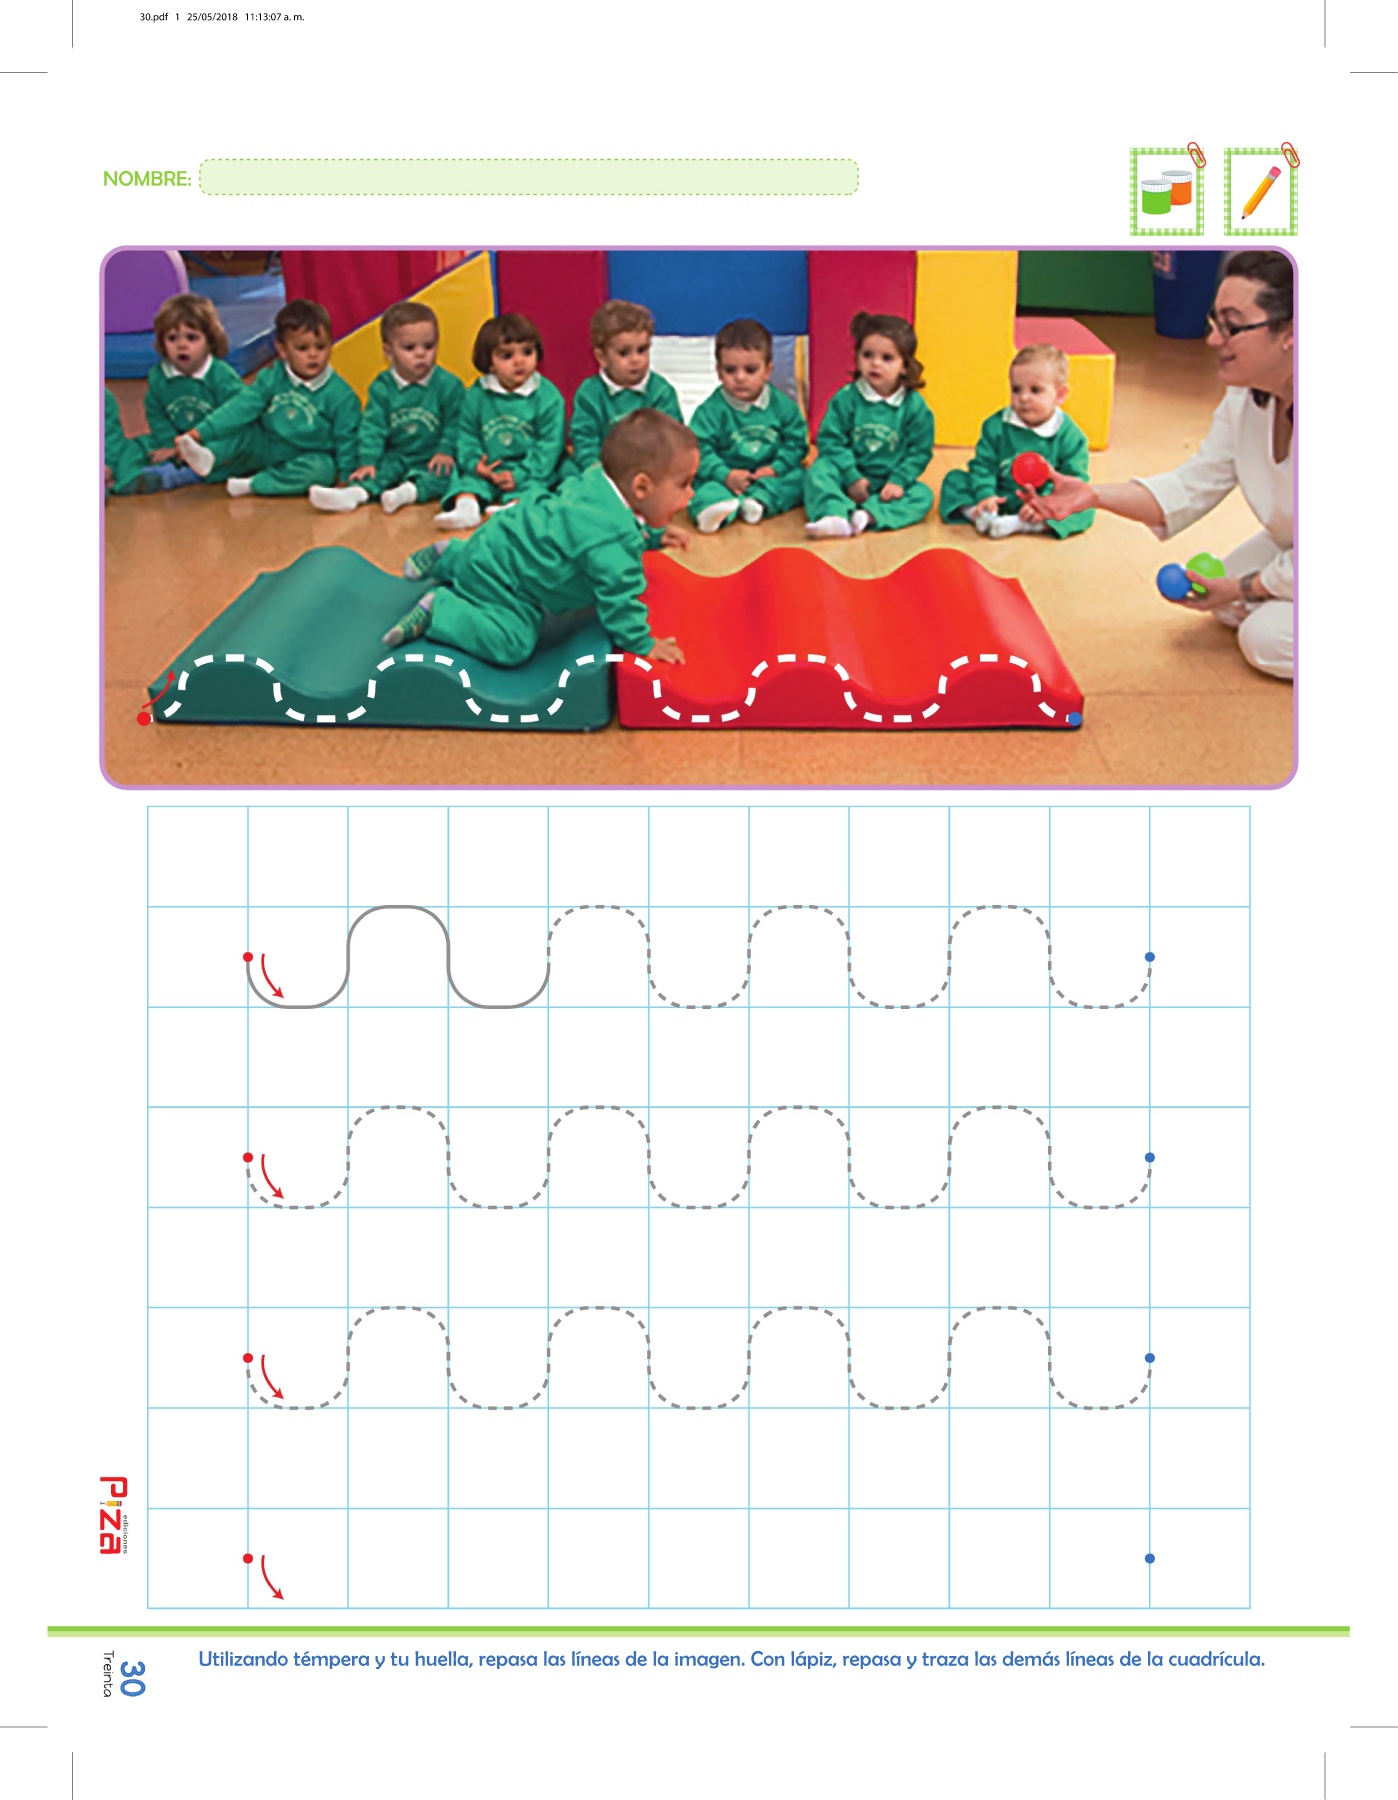 30.pdf 1 25/05/2018 11:13:07 a. m.
NOMBRE:
Piza
ediciones
30
Treinta
Utilizando témpera y tu huella, repasa las líneas de la imagen. Con lápiz, repasa y traza las demás líneas de la cuadrícula.